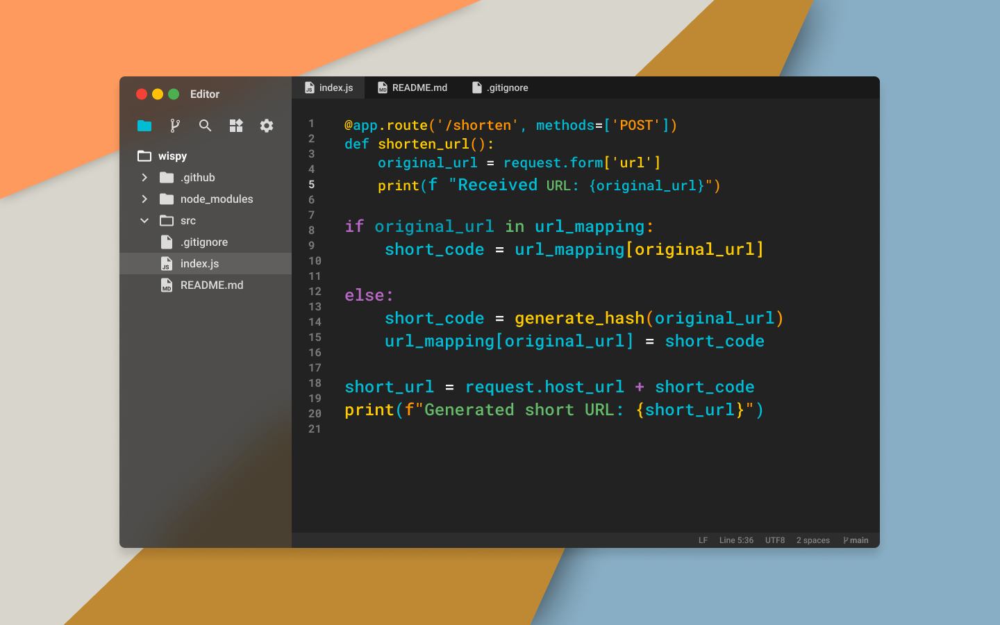 Editor
index.js
README.md
.gitignore
wispy
.github
node_modules
src
.gitignore
index.js
README.md
1
2
3
4
5
6
7
8
9
10
11
12
13
14
15
16
17
18
19
20
21
@app.route('/shorten', methods=['POST'])
def shorten_url():
    original_url = request.form['url']
    print(f "Received URL: {original_url}")
if original_url in url_mapping:
    short_code = url_mapping[original_url]
else:
    short_code = generate_hash(original_url)
    url_mapping[original_url] = short_code
short_url = request.host_url + short_code
print(f"Generated short URL: {short_url}")
LF Line 5:36 UTF8 2 spaces main